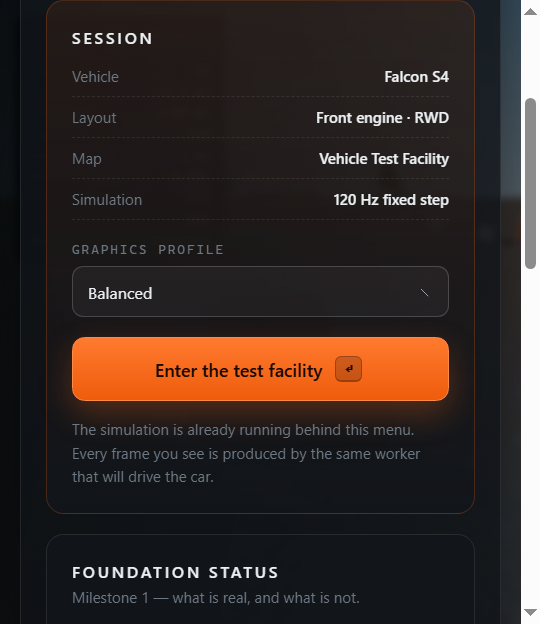 SESSION
Vehicle Falcon S4
Layout Front engine · RWD
Map Vehicle Test Facility
Simulation 120 Hz fixed step
GRAPHICS PROFILE
Balanced
Enter the test facility ↵
The simulation is already running behind this menu.
Every frame you see is produced by the same worker
that will drive the car.
FOUNDATION STATUS
Milestone 1 — what is real, and what is not.